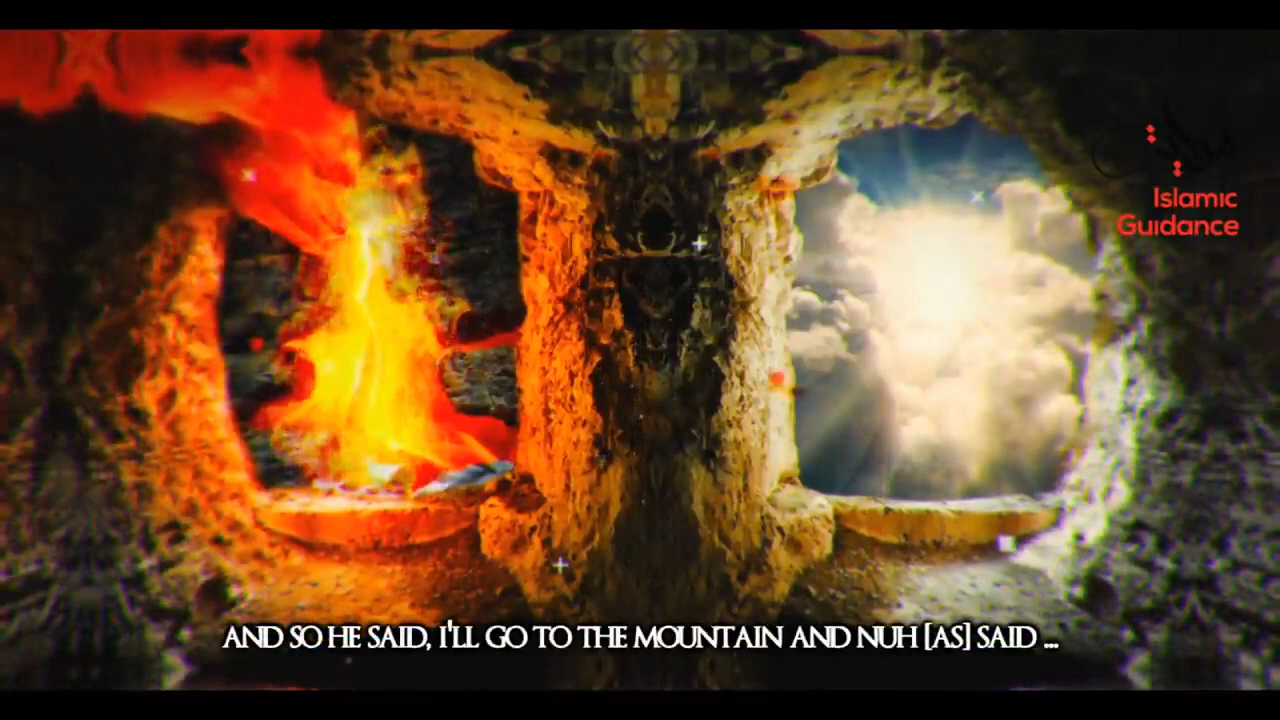 Islamic
Guidance
AND SO HE SAID, I'LL GO TO THE MOUNTAIN AND NUH [AS] SAID ...